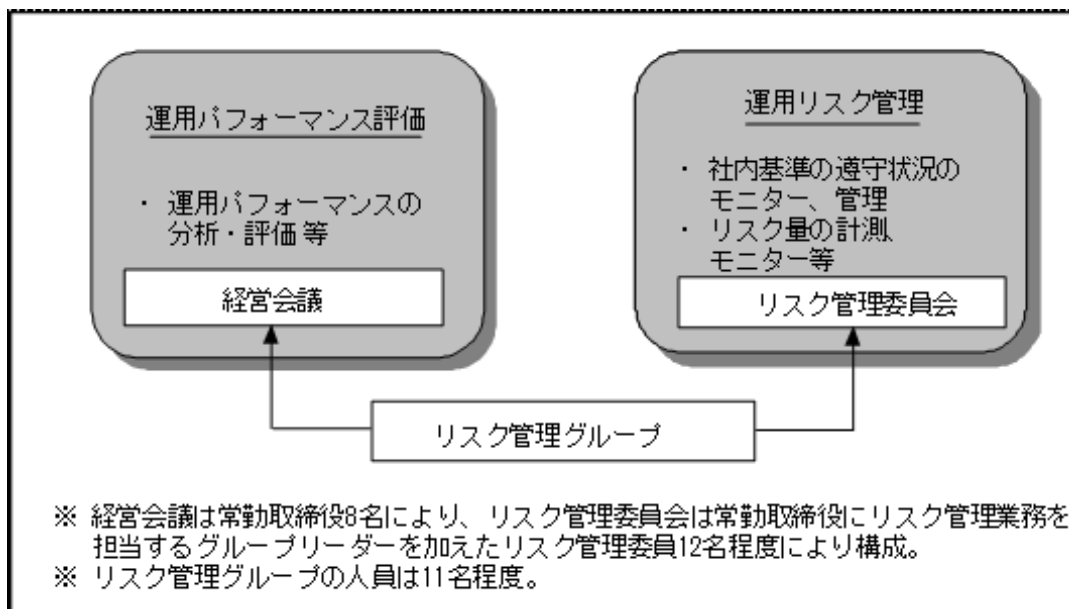 運用パフォーマンス評価
・ 運用パフォーマンスの
分析・評価 等
経営会議
運用リスク管理
・ 社内基準の遵守状況の
モニター、管理
・ リスク量の計測、
モニター等
リスク管理委員会
リスク管理グループ
※ 経営会議は常勤取締役8名により、リスク管理委員会は常勤取締役にリスク管理業務を
担当するグループリーダーを加えたリスク管理委員12名程度により構成。
※ リスク管理グループの人員は11名程度。